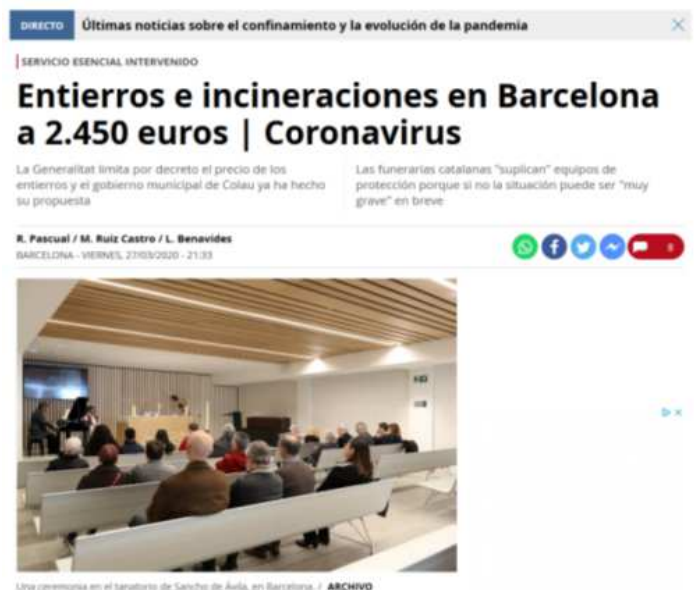 DIRECTO Últimas noticias sobre el confinamiento y la evolución de la pandemia
SERVICIO ESENCIAL INTERVENIDO
Entierros e incineraciones en Barcelona
a 2.450 euros | Coronavirus
La Generalitat limita por decreto el precio de los
entierros y el gobierno municipal de Colau ya ha hecho
su propuesta
Las funerarias catalanas "suplican" equipos de
protección porque si no la situación puede ser "muy
grave" en breve
R. Pascual / M. Ruiz Castro / L. Benavides
BARCELONA - VIERNES, 27/03/2020 - 21:33
Una ceremonia en el tanatorio de Sancho de Ávila, en Barcelona. / ARCHIVO